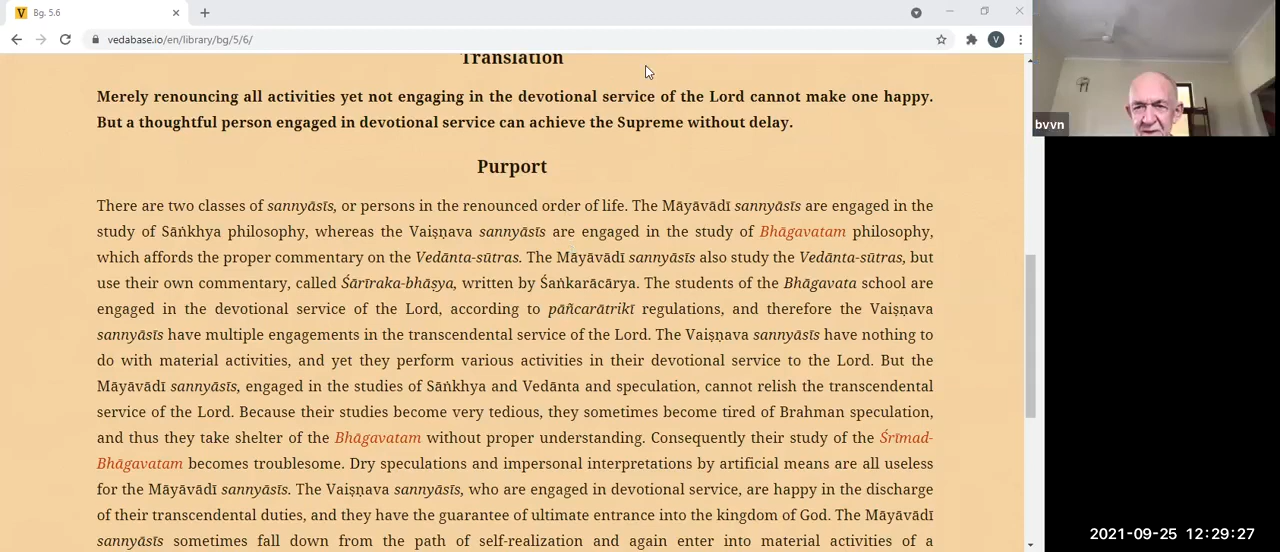 Bg. 5.6
vedabase.io/en/library/bg/5/6/
V
bvvn
Translation
Merely renouncing all activities yet not engaging in the devotional service of the Lord cannot make one happy.
But a thoughtful person engaged in devotional service can achieve the Supreme without delay.
Purport
There are two classes of sannyāsīs, or persons in the renounced order of life. The Māyāvādī sannyāsīs are engaged in the
study of Sāṅkhya philosophy, whereas the Vaiṣṇava sannyāsīs are engaged in the study of Bhāgavatam philosophy,
which affords the proper commentary on the Vedānta-sūtras. The Māyāvādī sannyāsīs also study the Vedānta-sūtras, but
use their own commentary, called Śārīraka-bhāṣya, written by Śaṅkarācārya. The students of the Bhāgavata school are
engaged in the devotional service of the Lord, according to pāñcarātrikī regulations, and therefore the Vaiṣṇava
sannyāsīs have multiple engagements in the transcendental service of the Lord. The Vaiṣṇava sannyāsīs have nothing to
do with material activities, and yet they perform various activities in their devotional service to the Lord. But the
Māyāvādī sannyāsīs, engaged in the studies of Sāṅkhya and Vedānta and speculation, cannot relish the transcendental
service of the Lord. Because their studies become very tedious, they sometimes become tired of Brahman speculation,
and thus they take shelter of the Bhāgavatam without proper understanding. Consequently their study of the Śrīmad-
Bhāgavatam becomes troublesome. Dry speculations and impersonal interpretations by artificial means are all useless
for the Māyāvādī sannyāsīs. The Vaiṣṇava sannyāsīs, who are engaged in devotional service, are happy in the discharge
of their transcendental duties, and they have the guarantee of ultimate entrance into the kingdom of God. The Māyāvādī
sannyāsīs sometimes fall down from the path of self-realization and again enter into material activities of a
2021-09-25 12:29:27